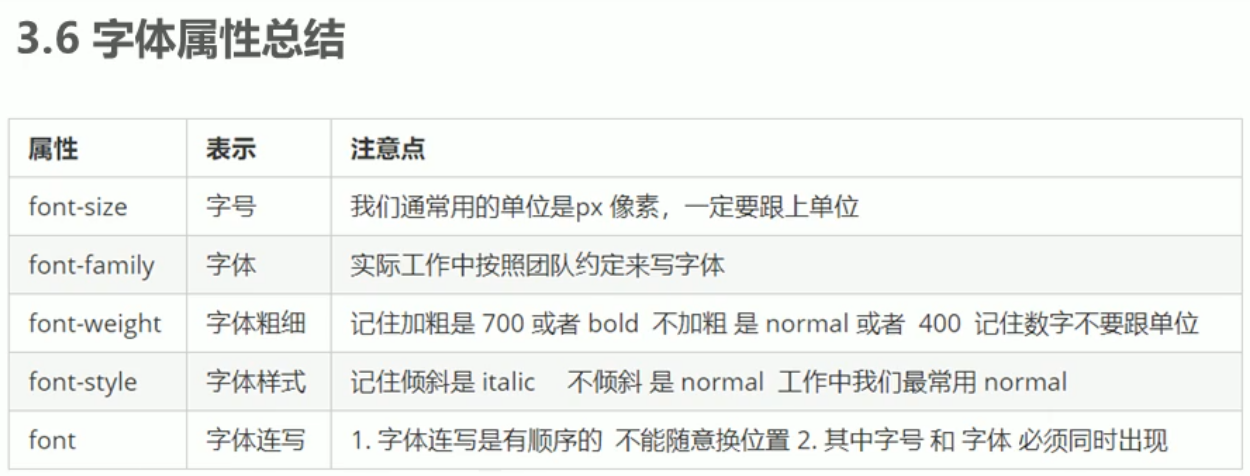 3.6 字体属性总结
属性 表示 注意点
font-size 字号 我们通常用的单位是px 像素，一定要跟上单位
font-family 字体 实际工作中按照团队约定来写字体
font-weight 字体粗细 记住加粗是 700 或者 bold 不加粗 是 normal 或者 400 记住数字不要跟单位
font-style 字体样式 记住倾斜是 italic 不倾斜 是 normal 工作中我们最常用 normal
font 字体连写 1. 字体连写是有顺序的 不能随意换位置 2. 其中字号 和 字体 必须同时出现